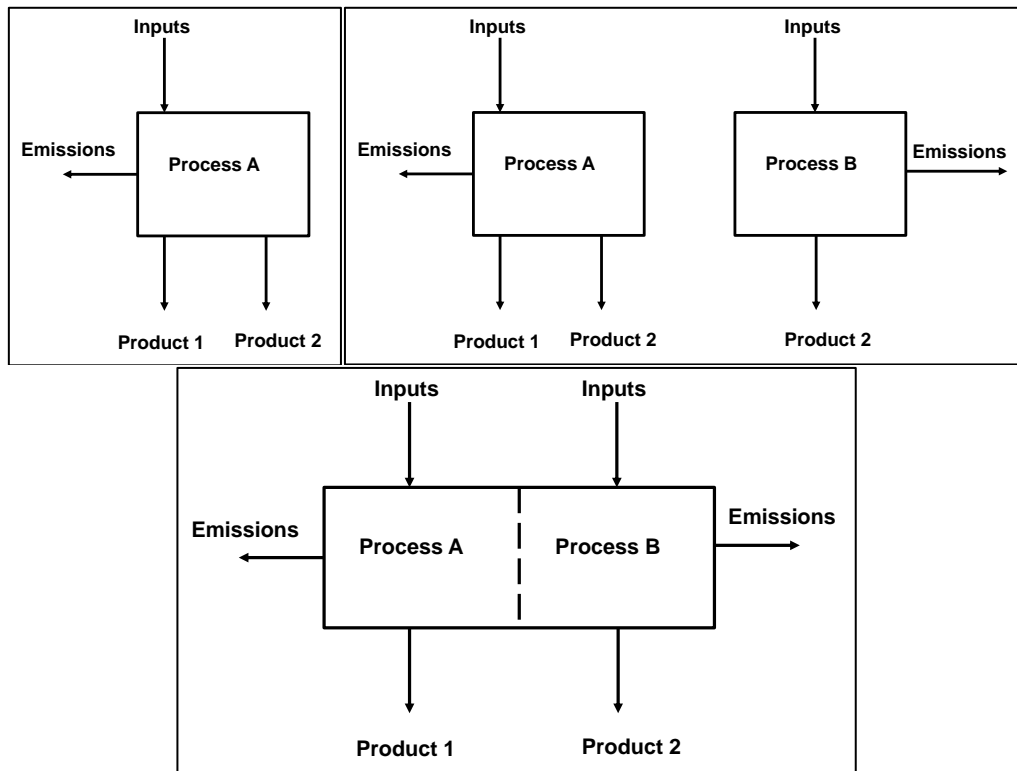 Inputs
Emissions
Process A
Product 1
Product 2
Inputs
Emissions
Process A
Product 1
Product 2
Inputs
Process B
Emissions
Product 2
Inputs
Inputs
Emissions
Process A
Process B
Emissions
Product 1
Product 2